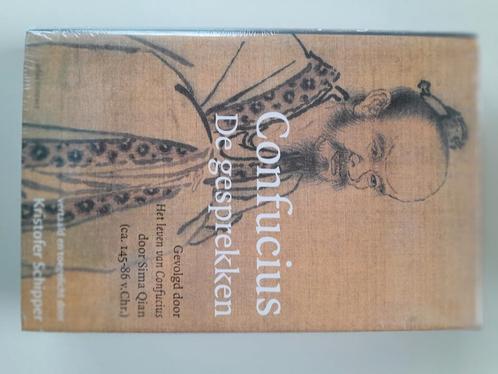 Confucius
De gesprekken
Gevolgd door
Het leven van Confucius
door Sima Qian
(ca. 145-86 v.Chr.)
vertaald en toegelicht door
Kristofer Schipper